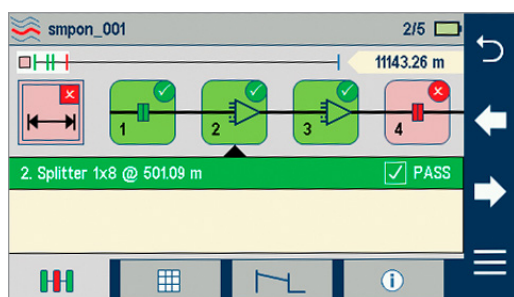 smpon_001
2/5
11143.26 m
1
2
3
4
2. Splitter 1x8 @ 501.09 m
PASS